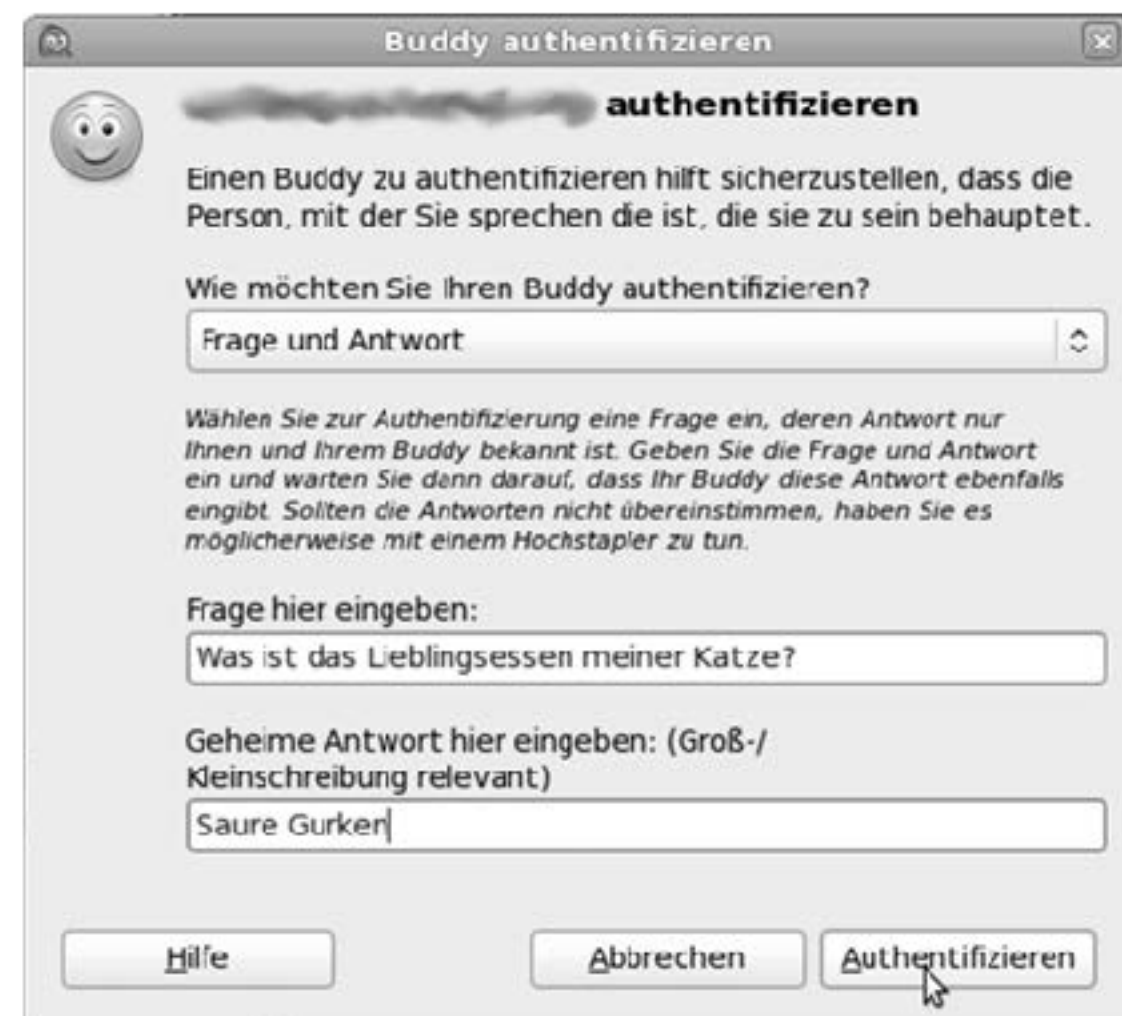 Buddy authentifizieren
authentifizieren
Einen Buddy zu authentifizieren hilft sicherzustellen, dass die
Person, mit der Sie sprechen die ist, die sie zu sein behauptet.
Wie möchten Sie Ihren Buddy authentifizieren?
Frage und Antwort
Wählen Sie zur Authentifizierung eine Frage ein, deren Antwort nur
Ihnen und Ihrem Buddy bekannt ist. Geben Sie die Frage und Antwort
ein und warten Sie dann darauf, dass Ihr Buddy diese Antwort ebenfalls
eingibt. Sollten die Antworten nicht übereinstimmen, haben Sie es
möglicherweise mit einem Hochstapler zu tun.
Frage hier eingeben:
Was ist das Lieblingsessen meiner Katze?
Geheime Antwort hier eingeben: (Groß-/
Kleinschreibung relevant)
Saure Gurken
Hilfe Abbrechen Authentifizieren